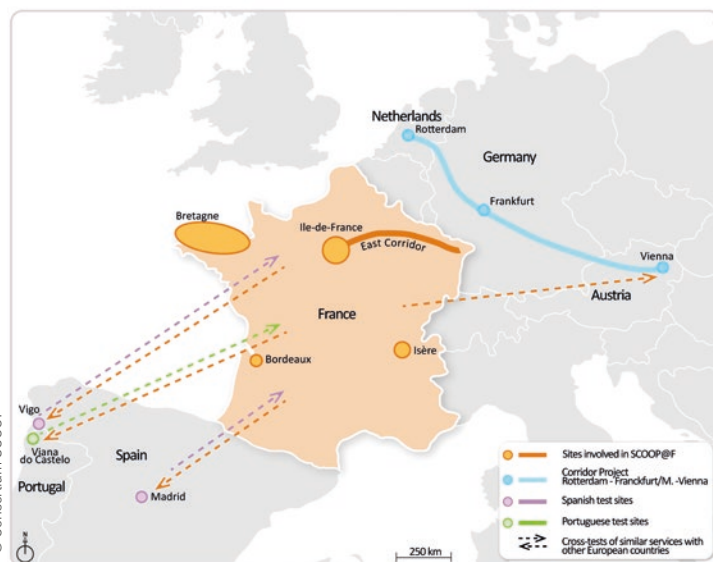 Netherlands
Rotterdam
Germany
Bretagne
Frankfurt
Ile-de-France
East Corridor
Vienna
Austria
France
Isère
Bordeaux
Vigo
Viana
do Castelo
Spain
Portugal
Madrid
Sites involved in SCOOP@F
Corridor Project
Rotterdam - Franckfurt/M. -Vienna
Spanish test sites
Portuguese test sites
Cross-tests of similar services with
other European countries
250 km
N